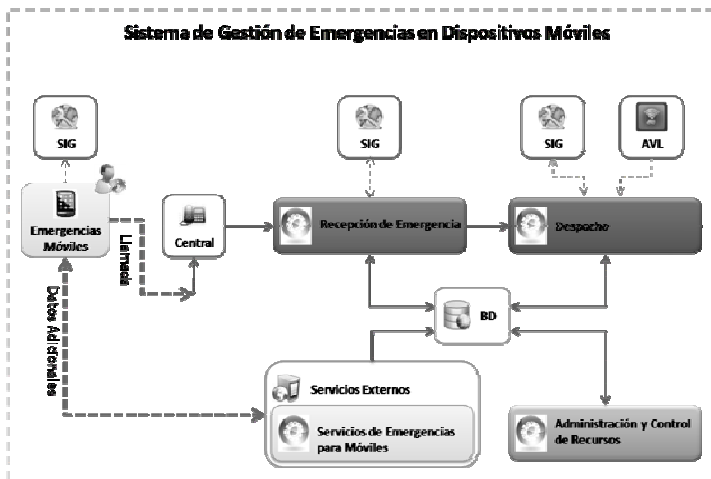 Sistema de Gestión de Emergencias en Dispositivos Móviles
SIG
SIG
SIG
AVL
Emergencias
Móviles
Llamada
Central
Recepción de Emergencia
Despacho
Datos Adicionales
BD
Servicios Externos
Servicios de Emergencias
para Móviles
Administración y Control
de Recursos